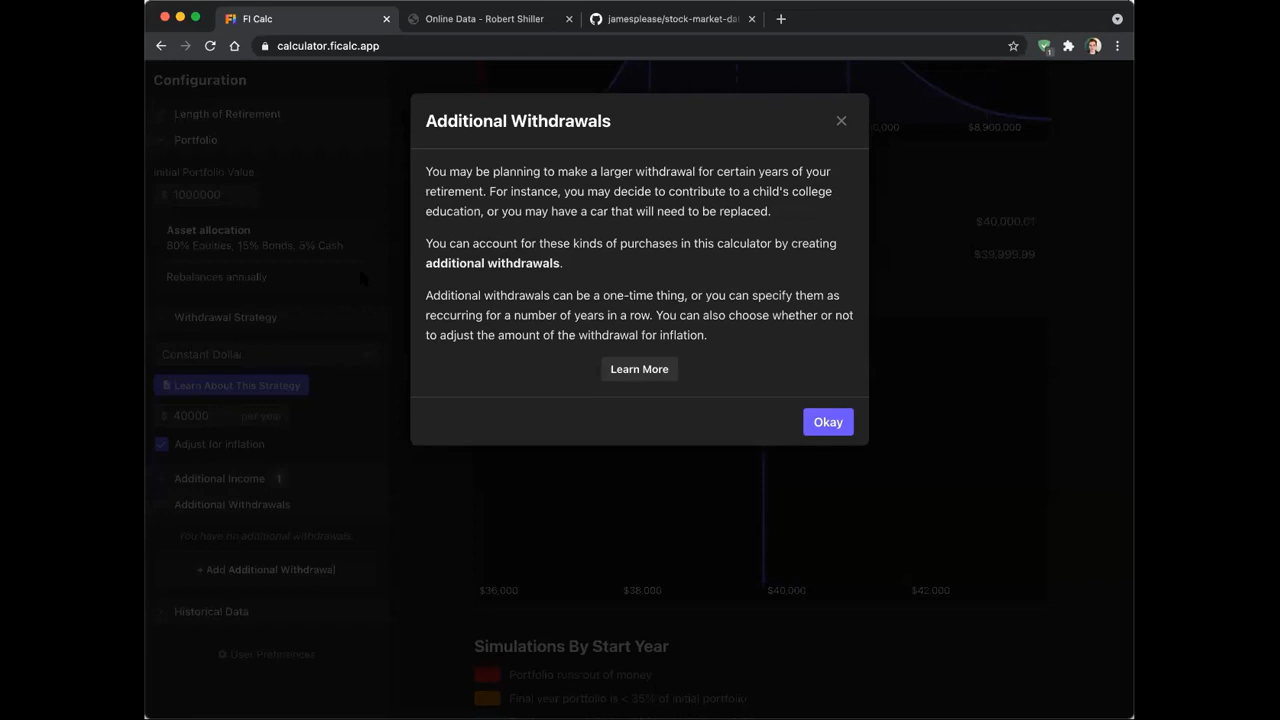 FI Calc
Online Data - Robert Shiller
jamesplease/stock-market-da
calculator.ficalc.app
1
Configuration
Length of Retirement
Portfolio
Initial Portfolio Value
$ 1000000
Asset allocation
80% Equities, 15% Bonds, 5% Cash
Rebalances annually
Withdrawal Strategy
Constant Dollar
Learn About This Strategy
$ 40000 per year
Adjust for inflation
Additional Income 1
Additional Withdrawals
You have no additional withdrawals.
+ Add Additional Withdrawal
Historical Data
User Preferences
Additional Withdrawals
You may be planning to make a larger withdrawal for certain years of your
retirement. For instance, you may decide to contribute to a child's college
education, or you may have a car that will need to be replaced.
You can account for these kinds of purchases in this calculator by creating
additional withdrawals.
Additional withdrawals can be a one-time thing, or you can specify them as
reccurring for a number of years in a row. You can also choose whether or not
to adjust the amount of the withdrawal for inflation.
Learn More
Okay
$8,900,000
$40,000.01
$39,999.99
$36,000
$38,000
$40,000
$42,000
Simulations By Start Year
Portfolio runs out of money
Final year portfolio is < 35% of initial portfolio